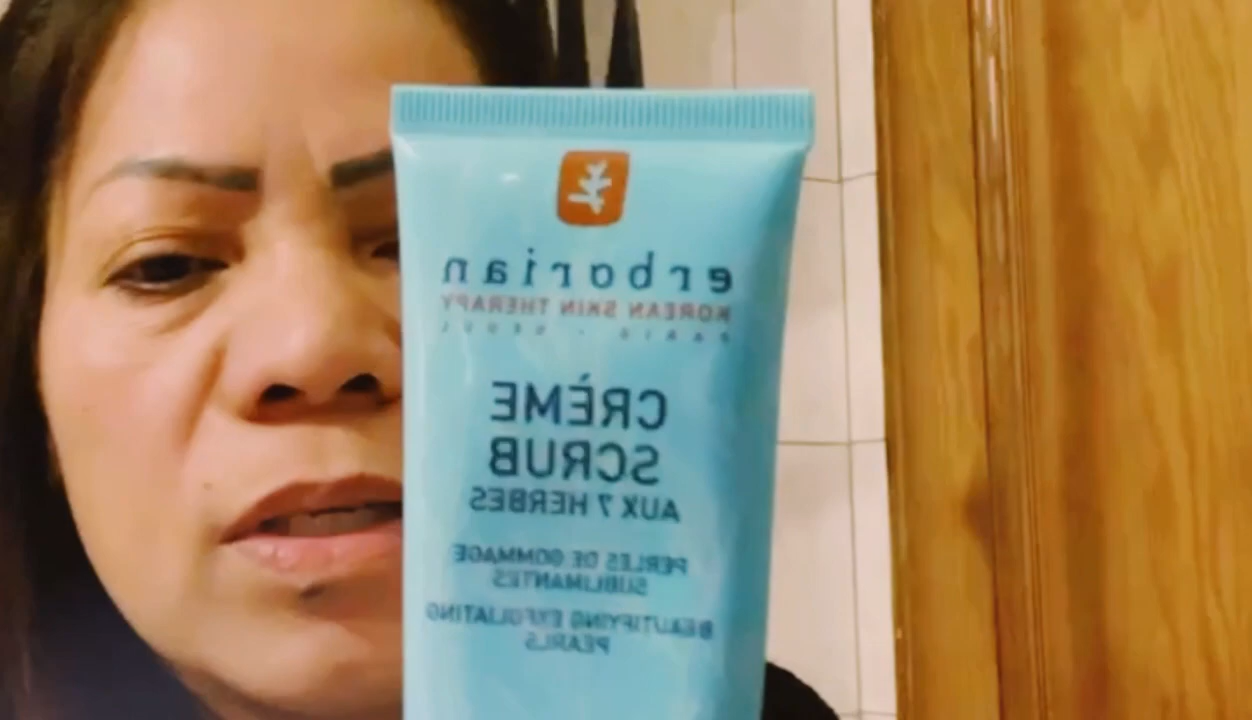 erborian
KOREAN SKIN THERAPY
PARIS - SEOUL
CRÈME
SCRUB
AUX 7 HERBES
PERLES DE GOMMAGE
SUBLIMANTES
BEAUTIFYING EXFOLIATING
PEARLS